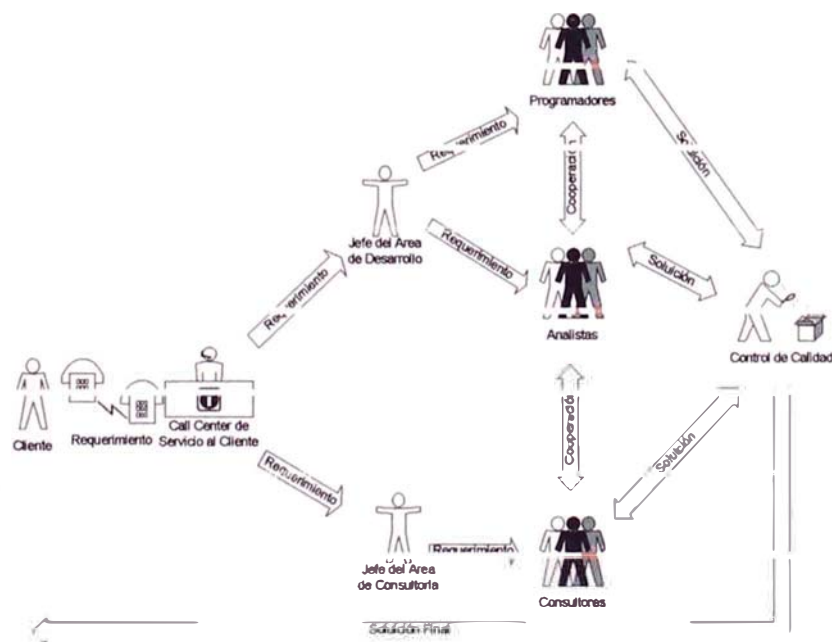 Programadores
Requerimiento
Solución
Cooperación
Jefe del Area
de Desarrollo
Requerimiento
Requerimiento
Solución
Analistas
Control de Calidad
Cliente
Requerimiento
Call Center de
Servicio al Cliente
Cooperación
Solución
Requerimiento
Requerimiento
Jefe del Area
de Consultoria
Consultores
Solución Final